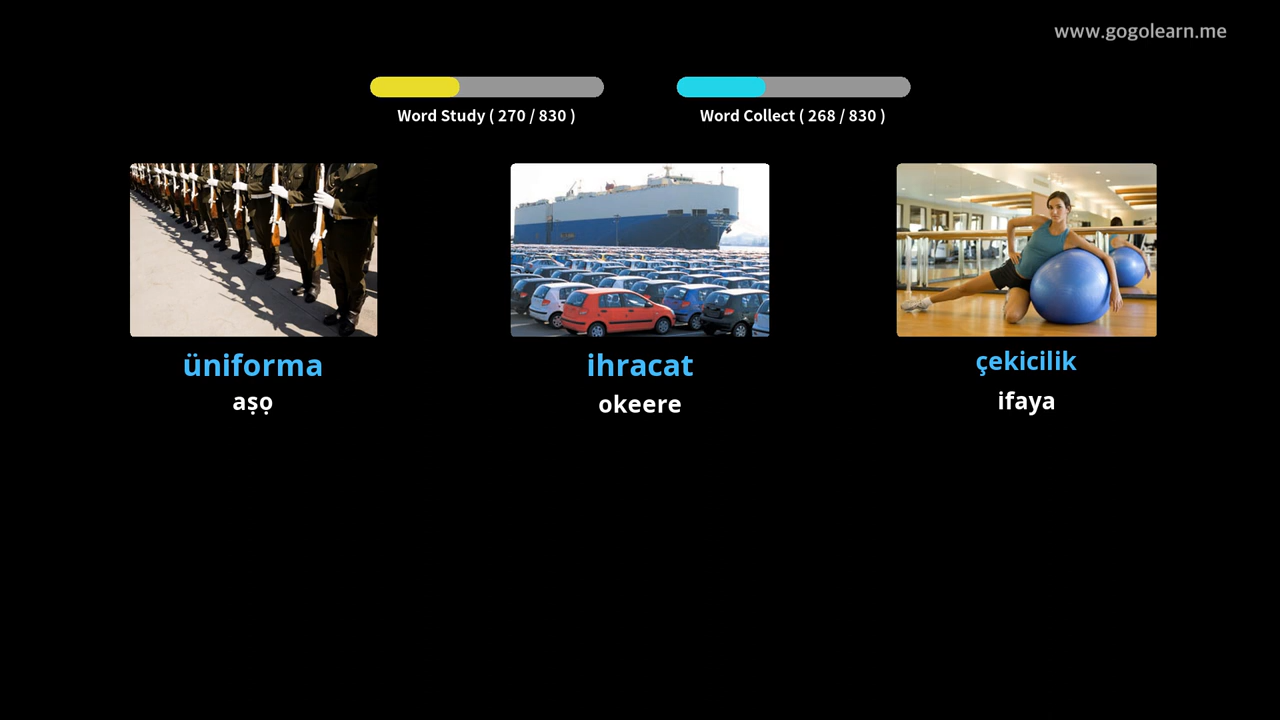 www.gogolearn.me
Word Study ( 270 / 830 )
Word Collect ( 268 / 830 )
üniforma
aṣọ
ihracat
okeere
çekicilik
ifaya